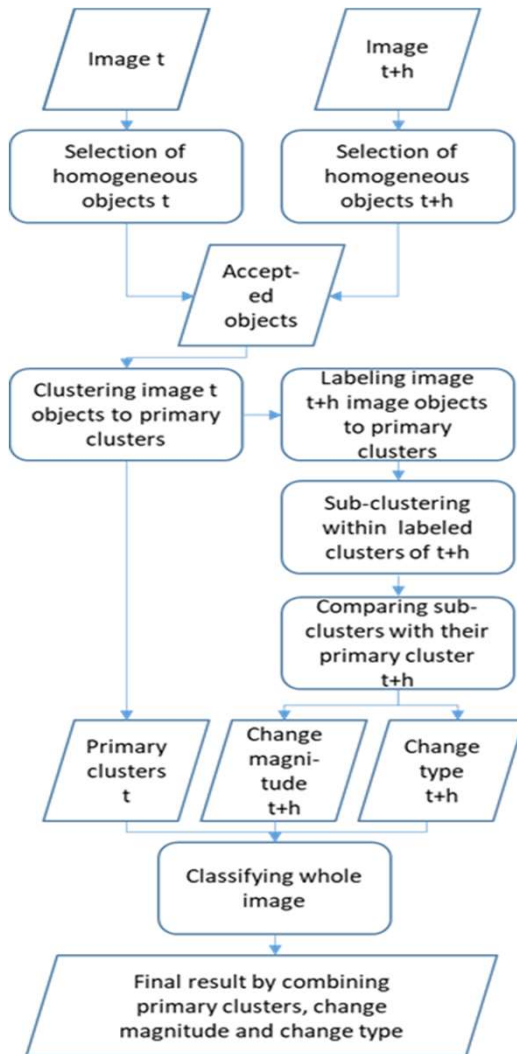 Image t
Image
t+h
Selection of
homogeneous
objects t
Selection of
homogeneous
objects t+h
Accept-
ed
objects
Clustering image t
objects to primary
clusters
Labeling image
t+h image objects
to primary
clusters
Sub-clustering
within labeled
clusters of t+h
Comparing sub-
clusters with their
primary cluster
t+h
Primary
clusters
t
Change
magni-
tude
t+h
Change
type
t+h
Classifying whole
image
Final result by combining
primary clusters, change
magnitude and change type